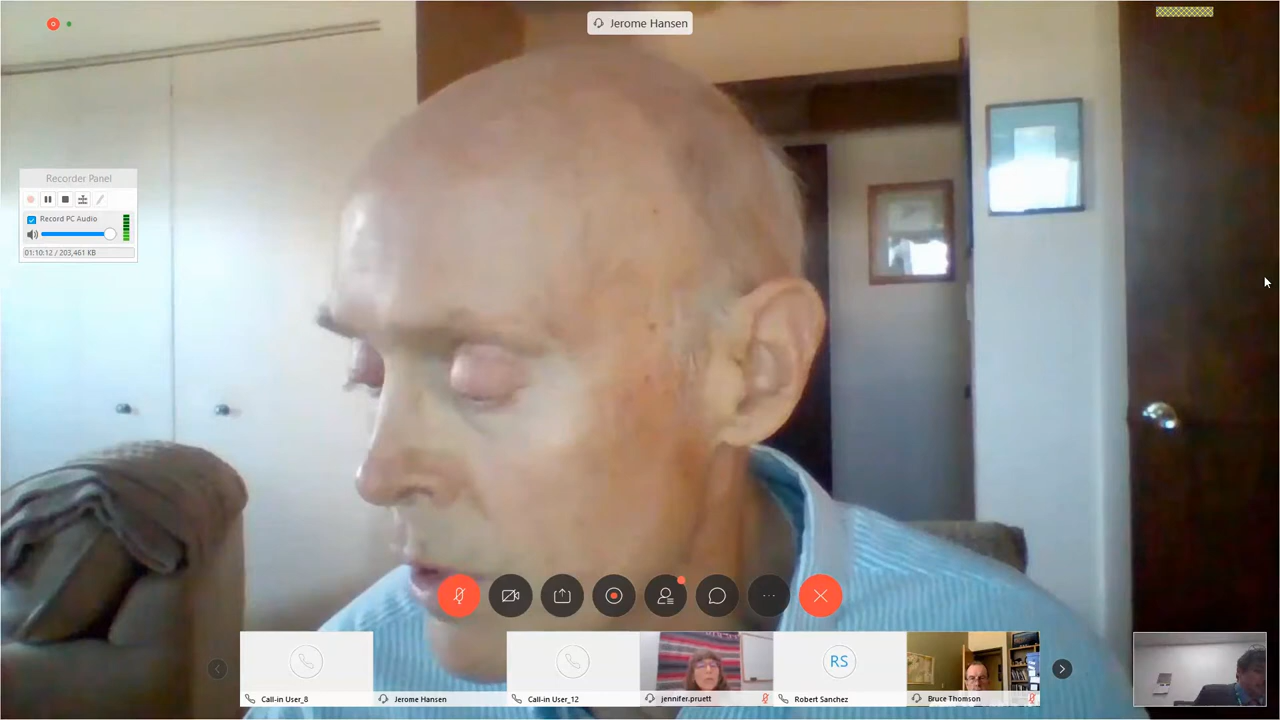 Jerome Hansen
Recorder Panel
Record PC Audio
01:10:12 / 203,461 KB
RS
Call-in User_8
Jerome Hansen
Call-in User_12
jennifer.pruett
Robert Sanchez
Bruce Thomson